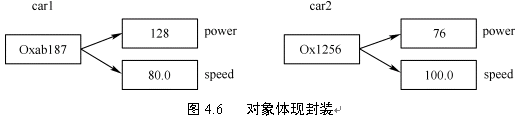 car1 car2
128 power 76 power
Oxab187 Ox1256
80.0 speed 100.0 speed
图 4.6 对象体现封装